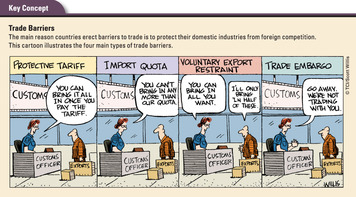 Key Concept
Trade Barriers
The main reason countries erect barriers to trade is to protect their domestic industries from foreign competition.
This cartoon illustrates the four main types of trade barriers.
PROTECTIVE TARIFF
CUSTOMS
YOU CAN
BRING IT ALL
IN ONCE YOU
PAY THE
TARIFF.
CUSTOMS
OFFICER
EXPORTS
IMPORT QUOTA
CUSTOMS
YOU CAN'T
BRING IN ANY
MORE THAN
OUR QUOTA.
CUSTOMS
OFFICER
EXPORTS
VOLUNTARY EXPORT
RESTRAINT
YOU CAN
BRING IN
ALL YOU
WANT.
I'LL ONLY
BRING
IN HALF
OF THESE.
CUSTOMS
OFFICER
EXPORTS
TRADE EMBARGO
CUSTOMS
GO AWAY,
WE'RE NOT
TRADING
WITH YOU.
CUSTOMS
OFFICER
EXPORTS
WILLIS
© TCI/Scott Willis